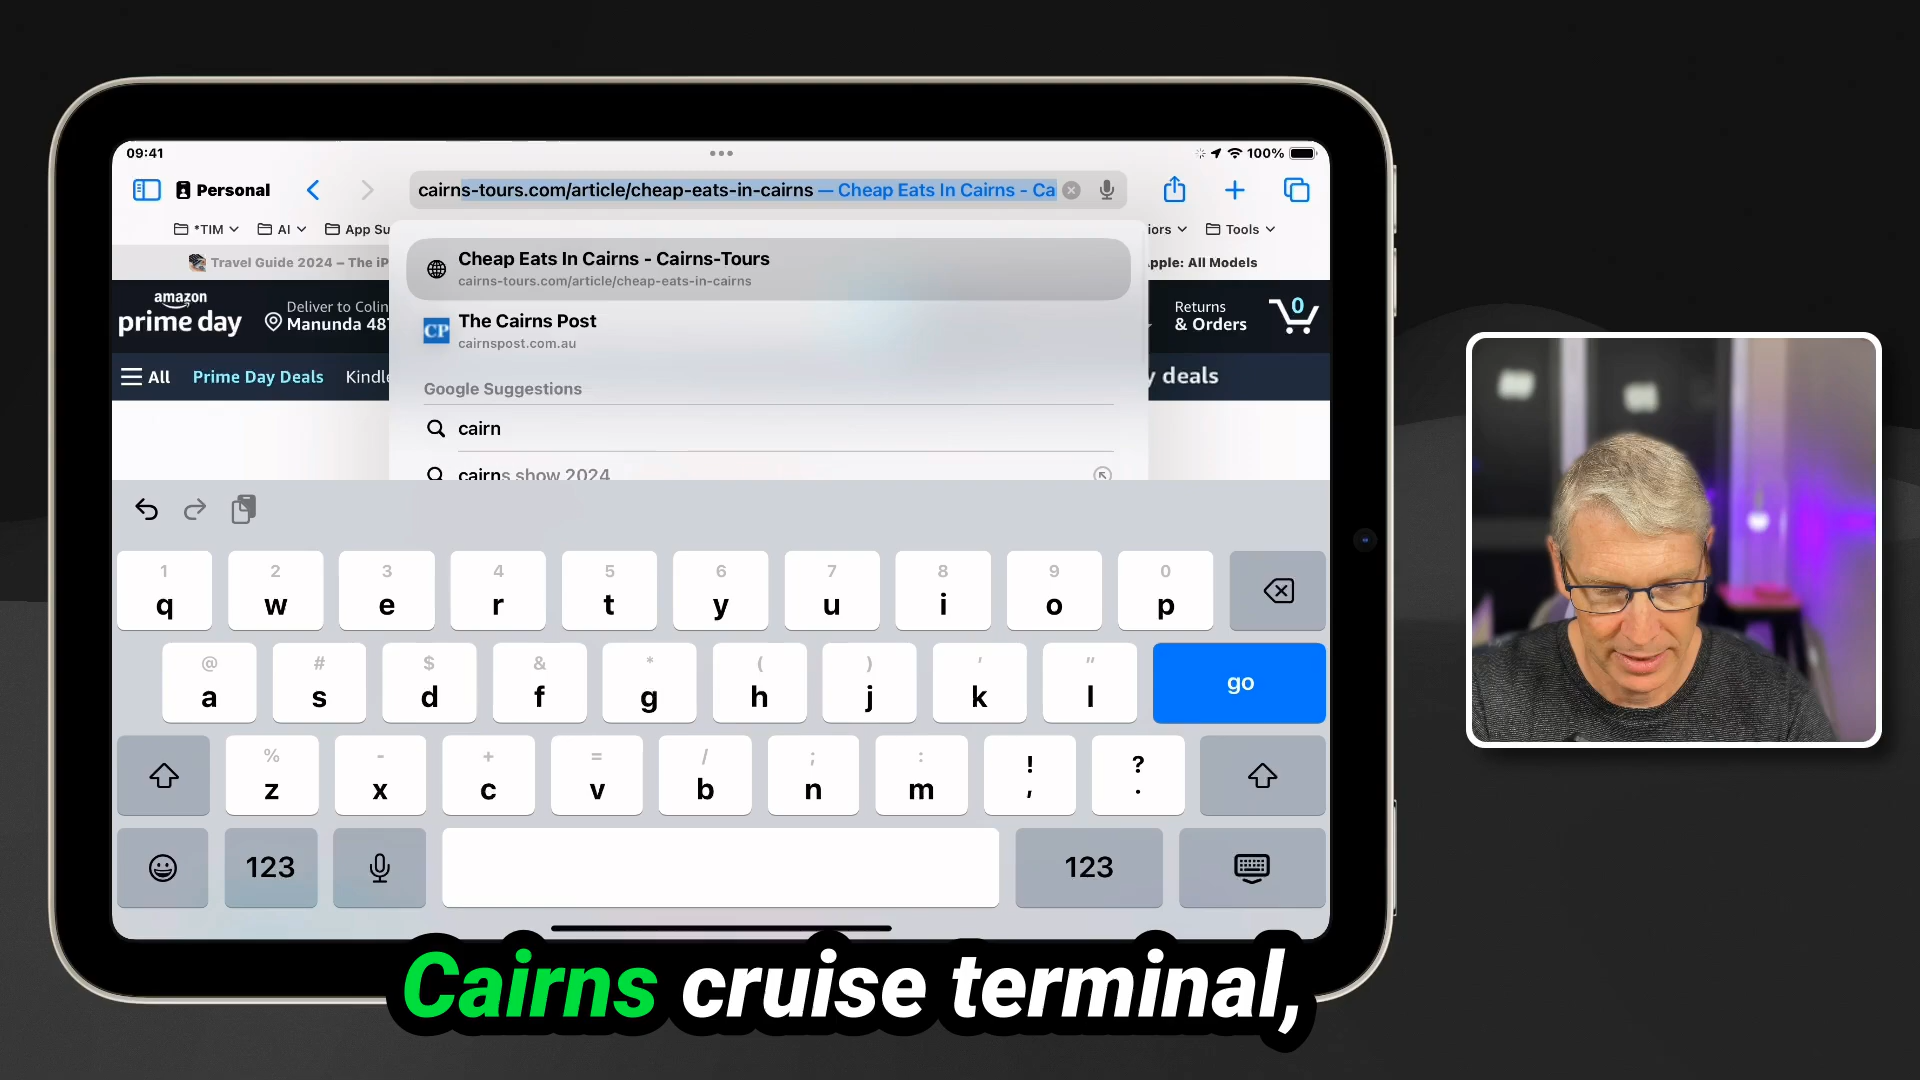 09:41
100%
Personal
cairns-tours.com/article/cheap-eats-in-cairns — Cheap Eats In Cairns - Ca
*TIM
AI
App Su
iors
Tools
Travel Guide 2024 – The iP
pple: All Models
Cheap Eats In Cairns - Cairns-Tours
cairns-tours.com/article/cheap-eats-in-cairns
amazon
prime day
Deliver to Colin
Manunda 487
Returns
& Orders
0
CP
The Cairns Post
cairnspost.com.au
All
Prime Day Deals
Kindle
y deals
Google Suggestions
cairn
cairns show 2024
1 2 3 4 5 6 7 8 9 0
q w e r t y u i o p
@ # $ & * ( ) ' "
a s d f g h j k l go
% - + = / ; : ! ?
z x c v b n m , .
123 123
Cairns cruise terminal,